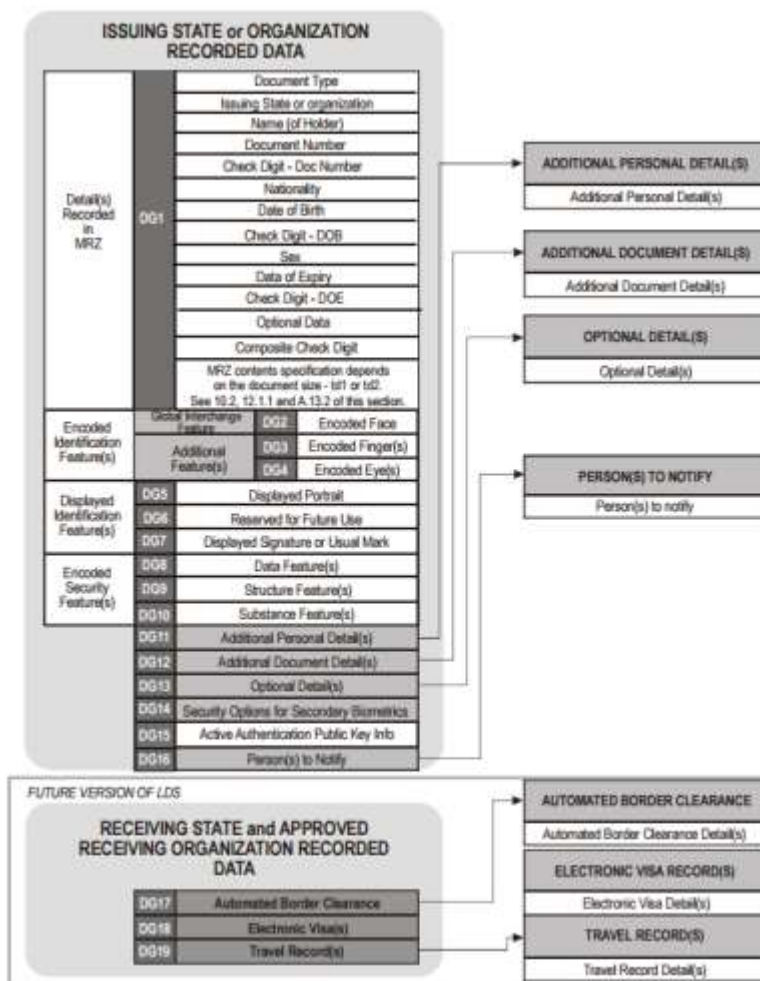 ISSUING STATE or ORGANIZATION
RECORDED DATA
Detail(s)
Recorded
in
MRZ
DG1
Document Type
Issuing State or organization
Name (of Holder)
Document Number
Check Digit - Doc Number
Nationality
Date of Birth
Check Digit - DOB
Sex
Data of Expiry
Check Digit - DOE
Optional Data
Composite Check Digit
MRZ contents specification depends
on the document size - td1 or td2.
See 10.2, 12.1.1 and A.13.2 of this section.
Encoded
Identification
Feature(s)
Global Interchange
Feature
DG2
Encoded Face
Additional
Feature(s)
DG3
Encoded Finger(s)
DG4
Encoded Eye(s)
Displayed
Identification
Feature(s)
DG5
Displayed Portrait
DG6
Reserved for Future Use
DG7
Displayed Signature or Usual Mark
Encoded
Security
Feature(s)
DG8
Data Feature(s)
DG9
Structure Feature(s)
DG10
Substance Feature(s)
DG11
Additional Personal Detail(s)
DG12
Additional Document Detail(s)
DG13
Optional Detail(s)
DG14
Security Options for Secondary Biometrics
DG15
Active Authentication Public Key Info
DG16
Person(s) to Notify
ADDITIONAL PERSONAL DETAIL(S)
Additional Personal Detail(s)
ADDITIONAL DOCUMENT DETAIL(S)
Additional Document Detail(s)
OPTIONAL DETAIL(S)
Optional Detail(s)
PERSON(S) TO NOTIFY
Person(s) to notify
FUTURE VERSION OF LDS
RECEIVING STATE and APPROVED
RECEIVING ORGANIZATION RECORDED
DATA
DG17
Automated Border Clearance
DG18
Electronic Visa(s)
DG19
Travel Record(s)
AUTOMATED BORDER CLEARANCE
Automated Border Clearance Detail(s)
ELECTRONIC VISA RECORD(S)
Electronic Visa Detail(s)
TRAVEL RECORD(S)
Travel Record Detail(s)